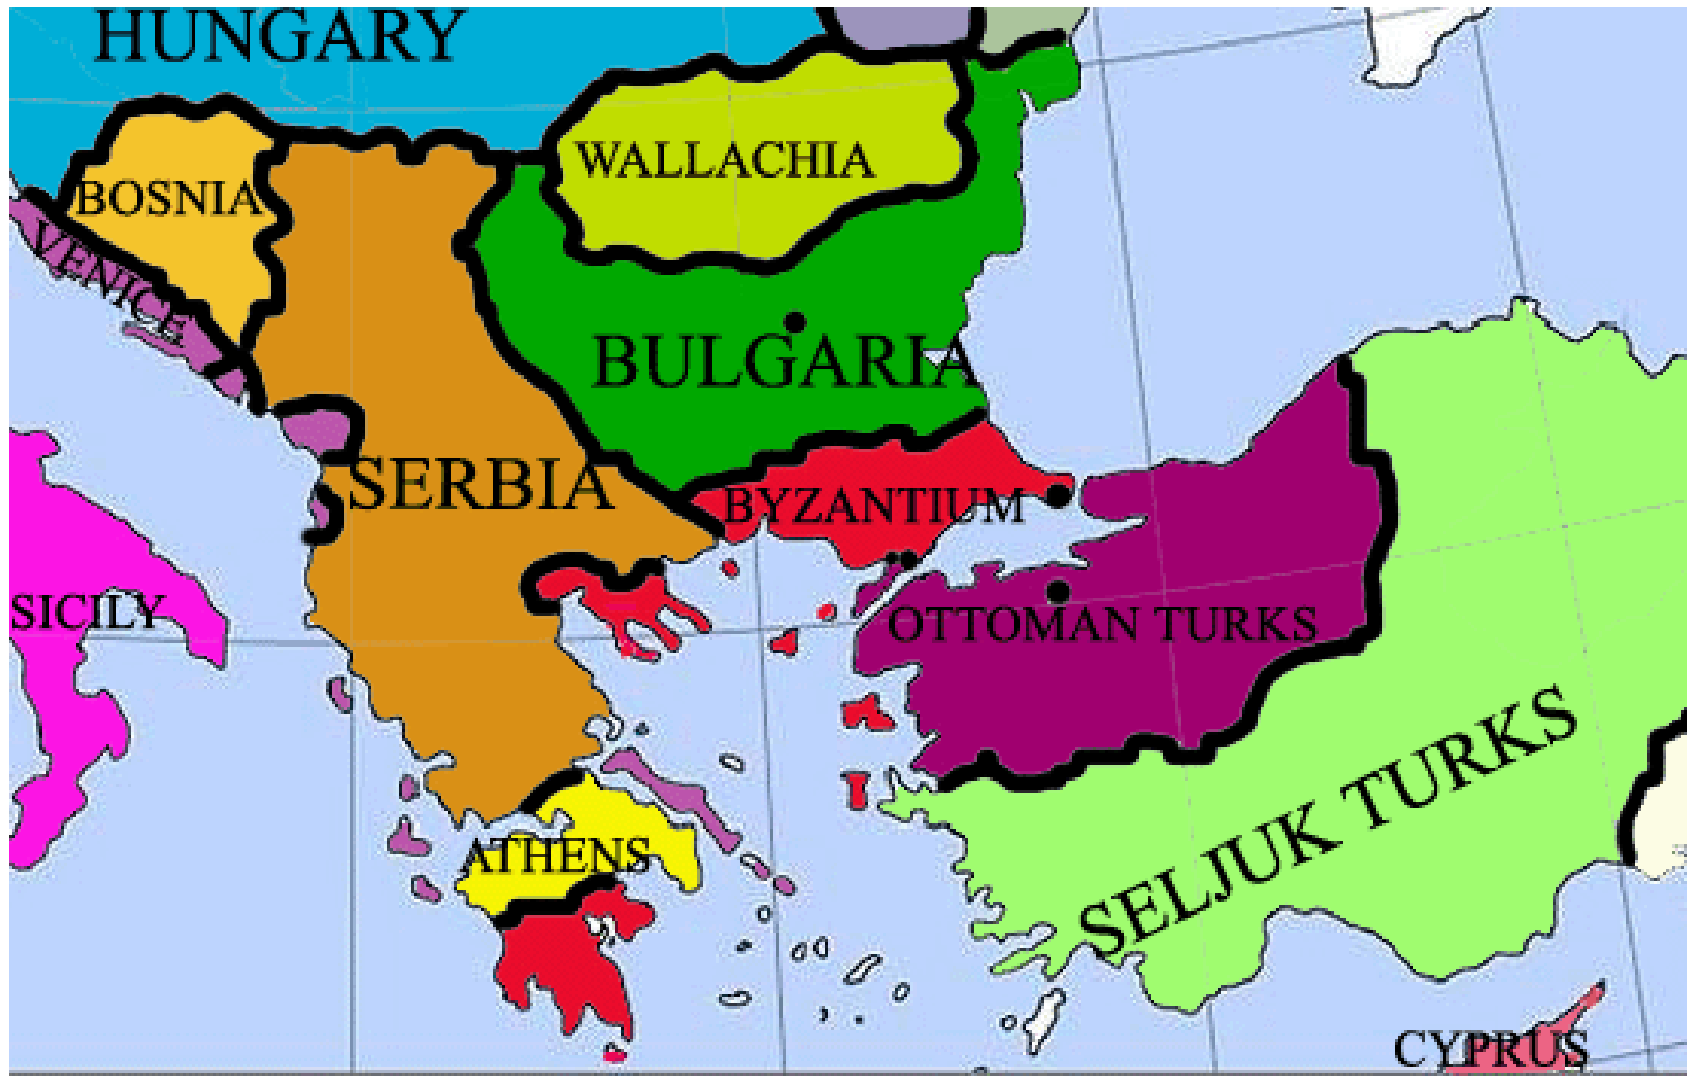 HUNGARY
WALLACHIA
BOSNIA
VENICE
BULGARIA
SERBIA
BYZANTIUM
SICILY
OTTOMAN TURKS
SELJUK TURKS
ATHENS
CYPRUS